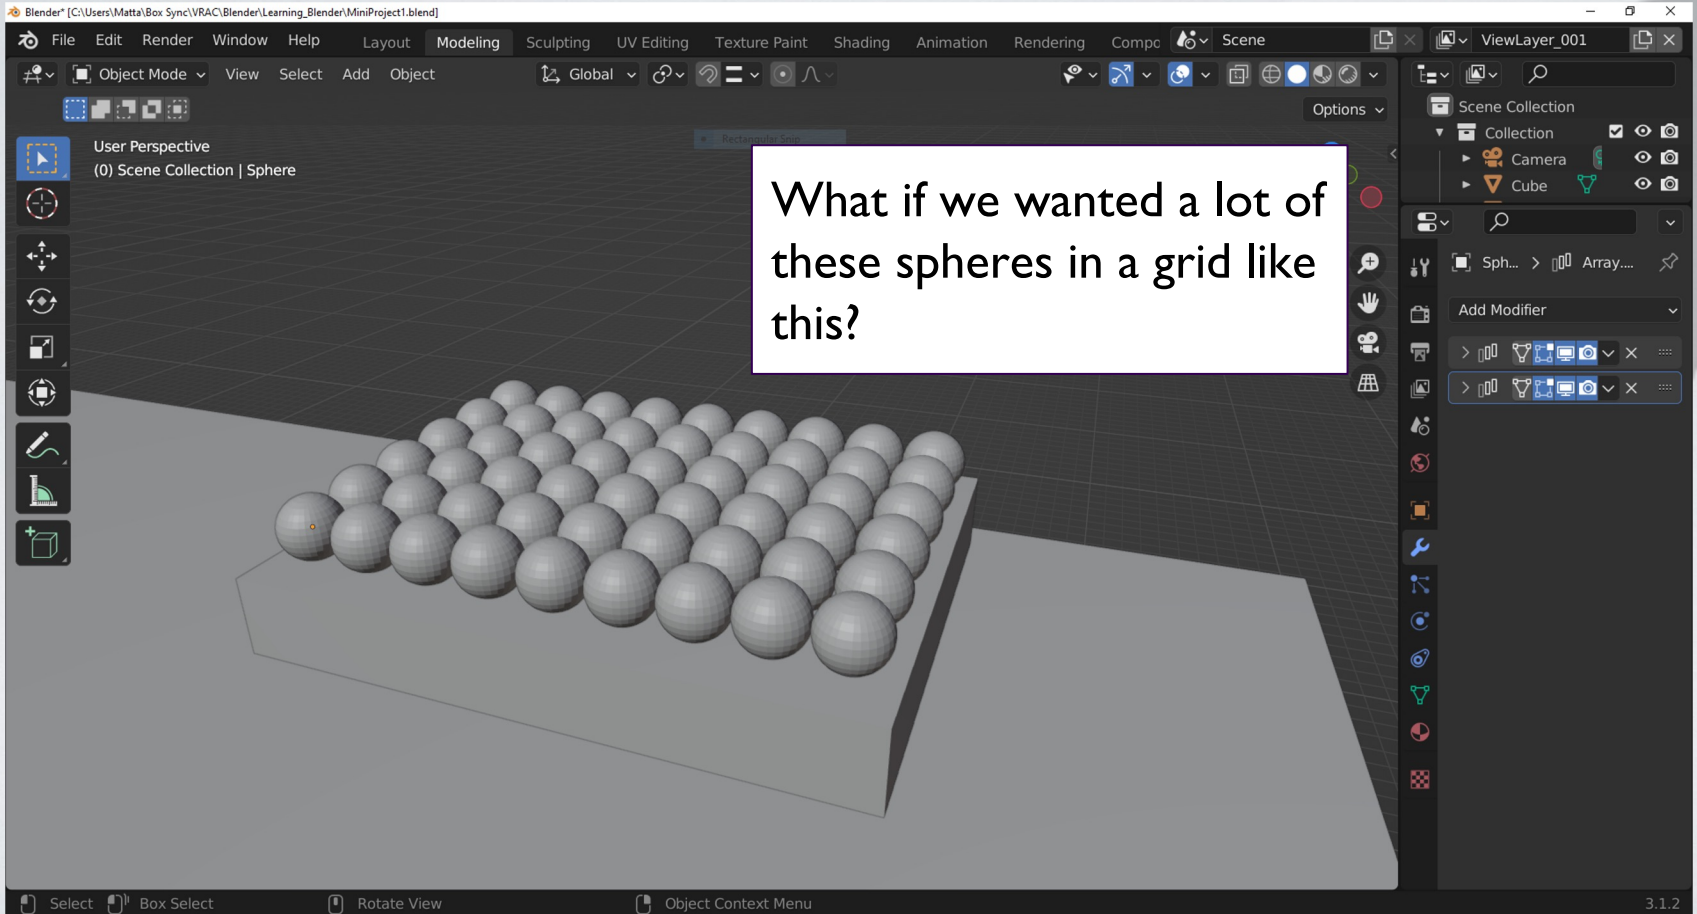 Blender* [C:\Users\Matta\Box Sync\VRAC\Blender\Learning_Blender\MiniProject1.blend]
File Edit Render Window Help Layout Modeling Sculpting UV Editing Texture Paint Shading Animation Rendering Compo Scene ViewLayer_001
Object Mode View Select Add Object Global
Options
User Perspective
(0) Scene Collection | Sphere
Rectangular Snip
What if we wanted a lot of
these spheres in a grid like
this?
Scene Collection
Collection
Camera
Cube
Sph... > Array....
Add Modifier
Select Box Select Rotate View Object Context Menu 3.1.2